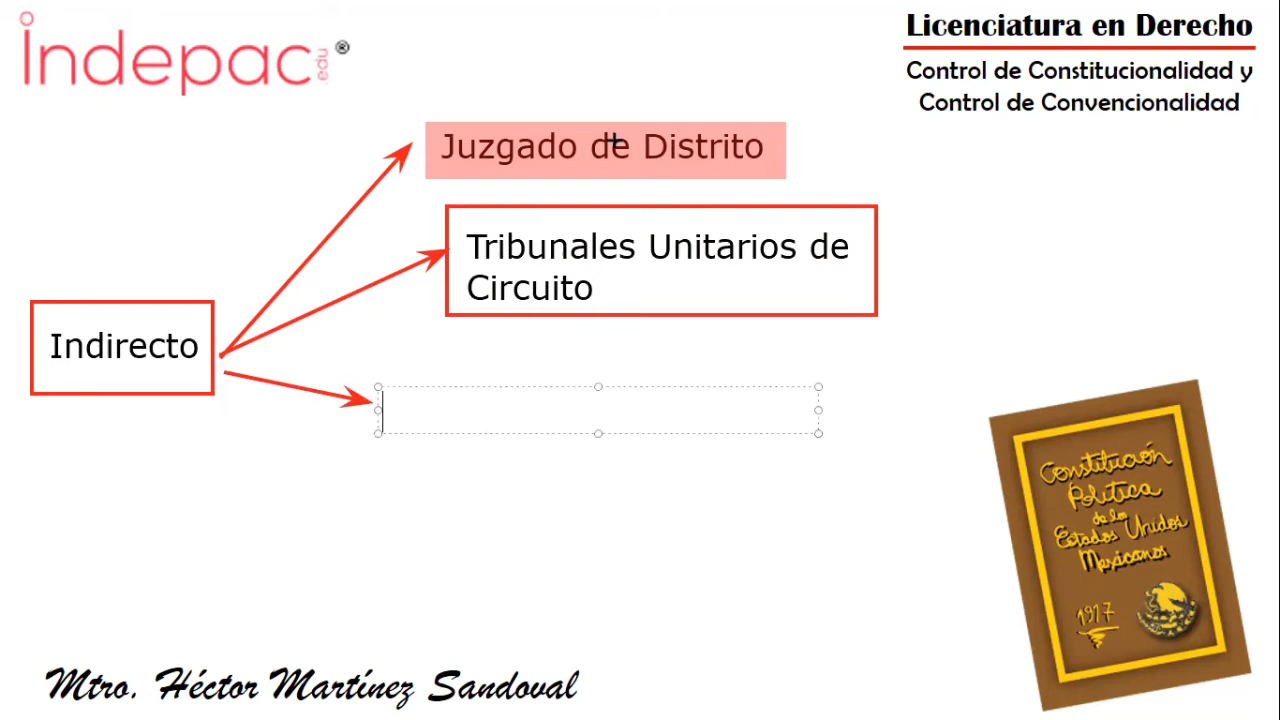 Indepac.edu®
Licenciatura en Derecho
Control de Constitucionalidad y
Control de Convencionalidad
Juzgado de Distrito
Tribunales Unitarios de
Circuito
Indirecto
Constitución
Política
de los
Estados Unidos
Mexicanos
1917
Mtro. Héctor Martínez Sandoval